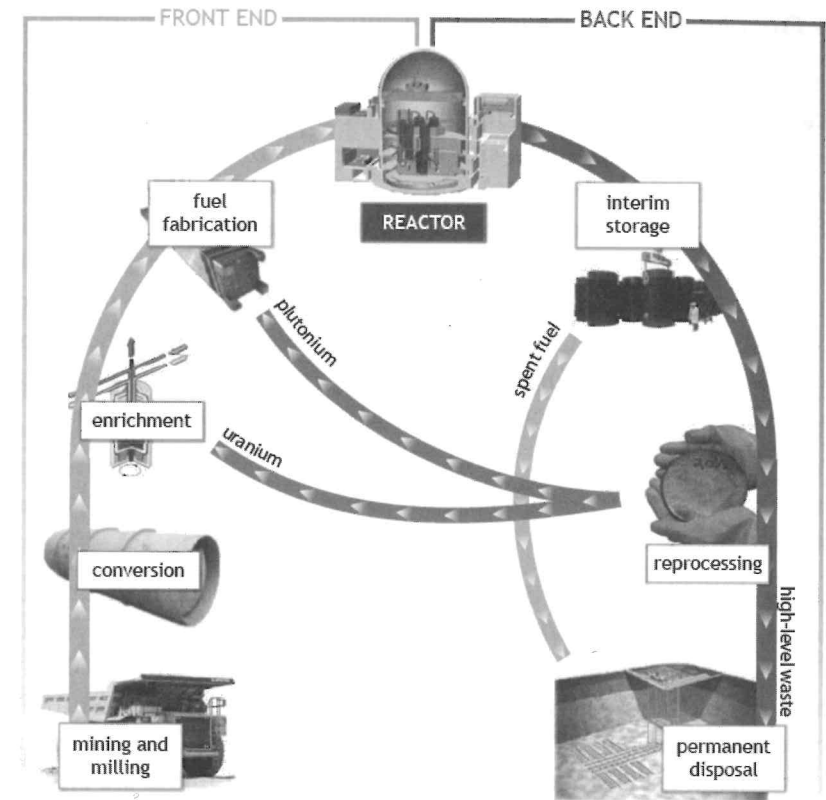 FRONT END
BACK END
fuel
fabrication
REACTOR
interim
storage
plutonium
spent fuel
enrichment
uranium
conversion
reprocessing
high-level waste
mining and
milling
permanent
disposal